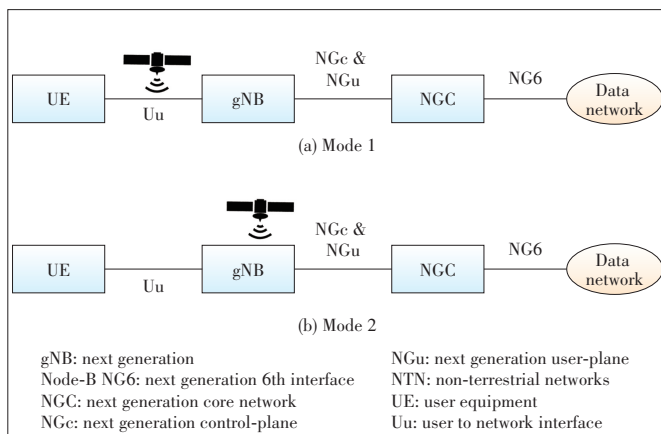 NGc &
NGu
NG6
UE
gNB
NGC
Data
network
Uu
(a) Mode 1
NGc &
NGu
NG6
UE
gNB
NGC
Data
network
Uu
(b) Mode 2
gNB: next generation
Node-B NG6: next generation 6th interface
NGC: next generation core network
NGc: next generation control-plane
NGu: next generation user-plane
NTN: non-terrestrial networks
UE: user equipment
Uu: user to network interface